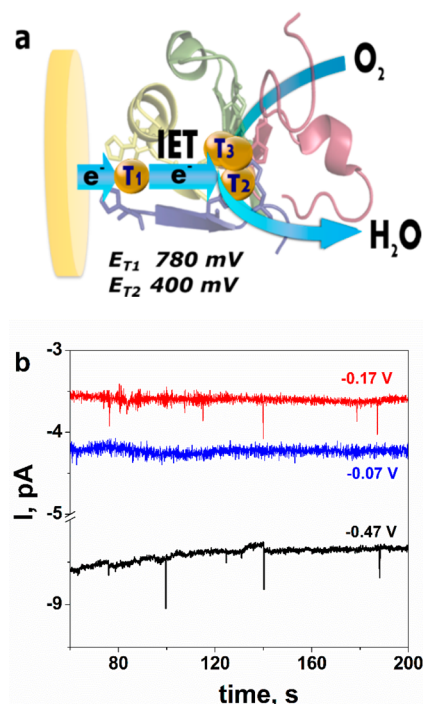 a
O2
IET
T3
e- T1 e- T2
H2O
ET1 780 mV
ET2 400 mV
b
-3
-0.17 V
-4
-0.07 V
I, pA
-5
-0.47 V
-9
80 120 160 200
time, s